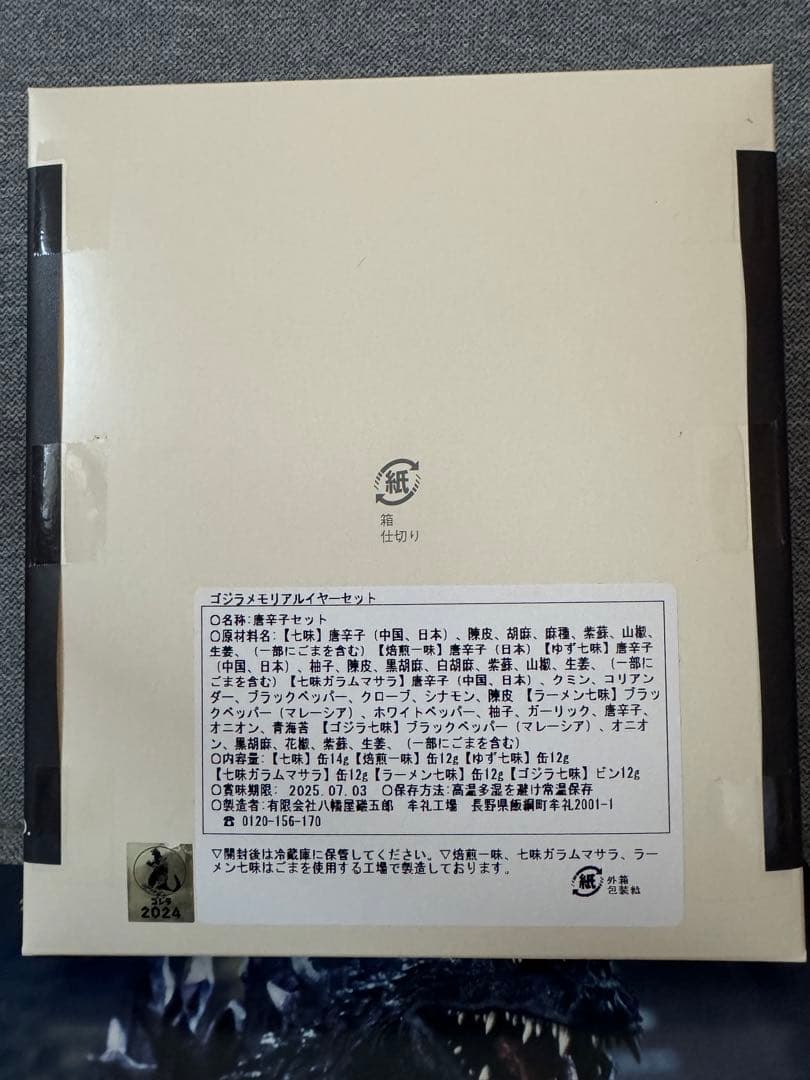 紙
箱
仕切り
ゴジラメモリアルイヤーセット
○名称:唐辛子セット
○原材料名:【七味】唐辛子(中国、日本)、陳皮、胡麻、麻種、紫蘇、山椒、
生姜、(一部にごまを含む)【焙煎一味】唐辛子(日本)【ゆず七味】唐辛子
(中国、日本)、柚子、陳皮、黒胡麻、白胡麻、紫蘇、山椒、生姜、(一部に
ごまを含む)【七味ガラムマサラ】唐辛子(中国、日本)、クミン、コリアン
ダー、ブラックペッパー、クローブ、シナモン、陳皮【ラーメン七味】ブラッ
クペッパー(マレーシア)、ホワイトペッパー、柚子、ガーリック、唐辛子、
オニオン、青海苔【ゴジラ七味】ブラックペッパー(マレーシア)、オニオ
ン、黒胡麻、花椒、紫蘇、生姜、(一部にごまを含む)
○内容量:【七味】缶14g【焙煎一味】缶12g【ゆず七味】缶12g
【七味ガラムマサラ】缶12g【ラーメン七味】缶12g【ゴジラ七味】ビン12g
○賞味期限: 2025.07.03 ○保存方法:高温多湿を避け常温保存
○製造者:有限会社八幡屋礒五郎 牟礼工場 長野県飯綱町牟礼2001-1
☎ 0120-156-170
▽開封後は冷蔵庫に保管してください。▽焙煎一味、七味ガラムマサラ、ラー
メン七味はごまを使用する工場で製造しております。
紙 外箱
包装紙
ゴジラ
2024